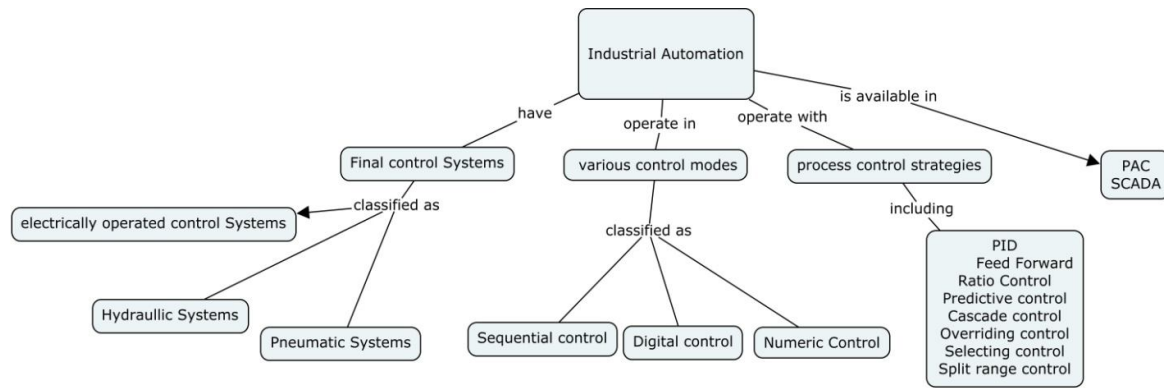 Industrial Automation
is available in
have
operate in
operate with
Final control Systems
various control modes
process control strategies
PAC
SCADA
classified as
including
electrically operated control Systems
classified as
PID
Feed Forward
Ratio Control
Predictive control
Cascade control
Overriding control
Selecting control
Split range control
Hydraullic Systems
Pneumatic Systems
Sequential control
Digital control
Numeric Control